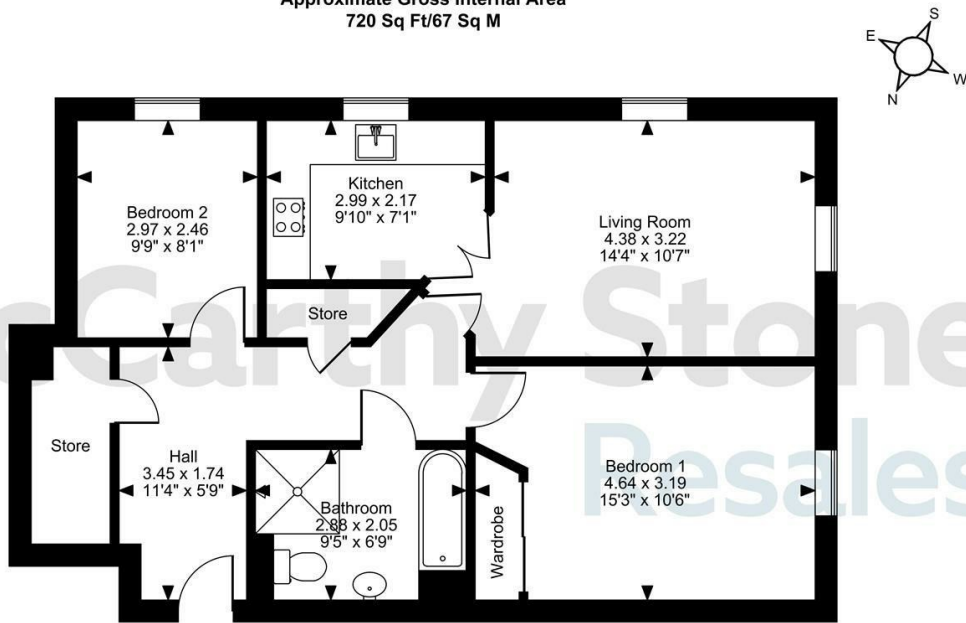 Approximate Gross Internal Area
720 Sq Ft/67 Sq M
S
E
W
N
Bedroom 2
2.97 x 2.46
9'9" x 8'1"
Kitchen
2.99 x 2.17
9'10" x 7'1"
Living Room
4.38 x 3.22
14'4" x 10'7"
Store
cCarthy Stone
Resales
Store
Hall
3.45 x 1.74
11'4" x 5'9"
Bathroom
2.88 x 2.05
9'5" x 6'9"
Wardrobe
Bedroom 1
4.64 x 3.19
15'3" x 10'6"